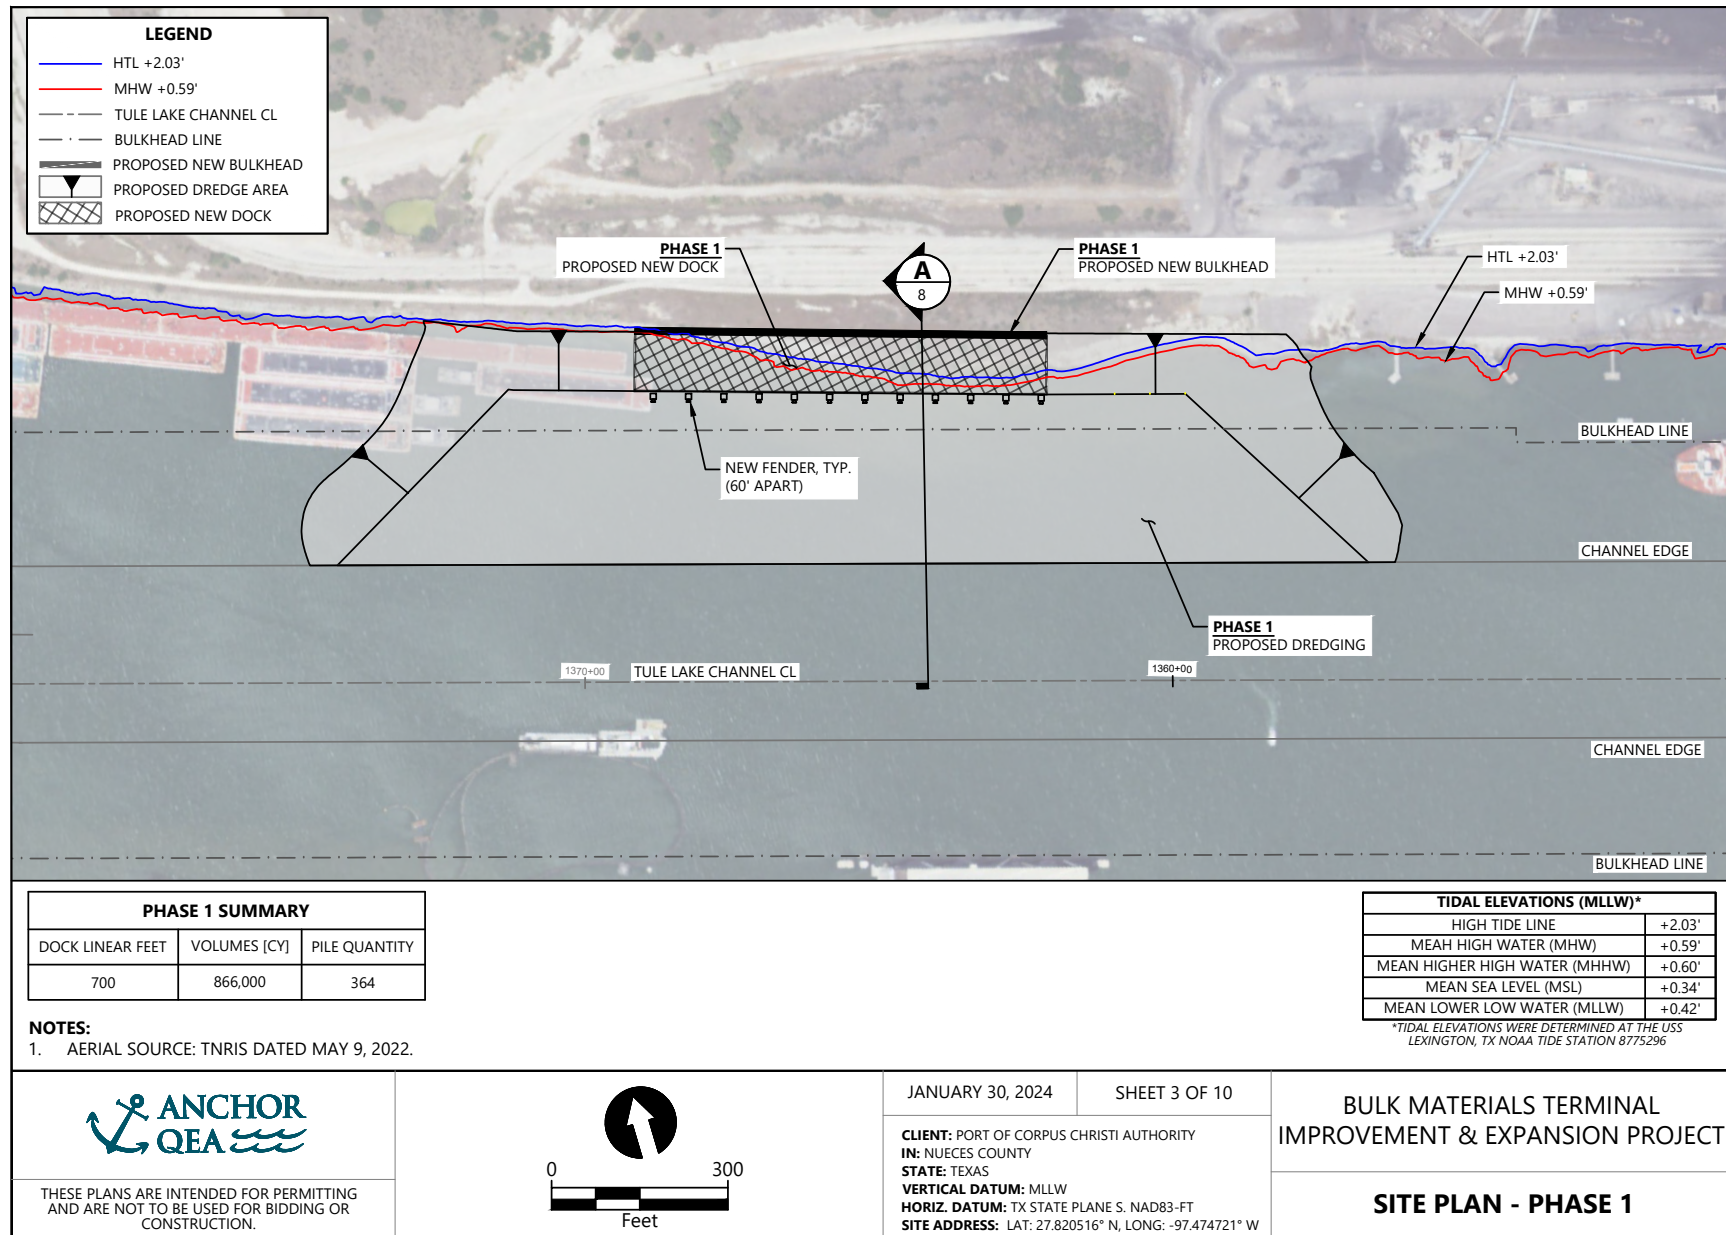 LEGEND
HTL +2.03'
MHW +0.59'
TULE LAKE CHANNEL CL
BULKHEAD LINE
PROPOSED NEW BULKHEAD
PROPOSED DREDGE AREA
PROPOSED NEW DOCK
PHASE 1
PROPOSED NEW DOCK
A
8
PHASE 1
PROPOSED NEW BULKHEAD
HTL +2.03'
MHW +0.59'
BULKHEAD LINE
NEW FENDER, TYP.
(60' APART)
CHANNEL EDGE
PHASE 1
PROPOSED DREDGING
1370+00
TULE LAKE CHANNEL CL
1360+00
CHANNEL EDGE
BULKHEAD LINE
PHASE 1 SUMMARY
DOCK LINEAR FEET VOLUMES [CY] PILE QUANTITY
700 866,000 364
NOTES:
1. AERIAL SOURCE: TNRIS DATED MAY 9, 2022.
TIDAL ELEVATIONS (MLLW)*
HIGH TIDE LINE +2.03'
MEAH HIGH WATER (MHW) +0.59'
MEAN HIGHER HIGH WATER (MHHW) +0.60'
MEAN SEA LEVEL (MSL) +0.34'
MEAN LOWER LOW WATER (MLLW) +0.42'
*TIDAL ELEVATIONS WERE DETERMINED AT THE USS
LEXINGTON, TX NOAA TIDE STATION 8775296
ANCHOR
QEA
THESE PLANS ARE INTENDED FOR PERMITTING
AND ARE NOT TO BE USED FOR BIDDING OR
CONSTRUCTION.
0 300
Feet
JANUARY 30, 2024
SHEET 3 OF 10
CLIENT: PORT OF CORPUS CHRISTI AUTHORITY
IN: NUECES COUNTY
STATE: TEXAS
VERTICAL DATUM: MLLW
HORIZ. DATUM: TX STATE PLANE S. NAD83-FT
SITE ADDRESS: LAT: 27.820516° N, LONG: -97.474721° W
BULK MATERIALS TERMINAL
IMPROVEMENT & EXPANSION PROJECT
SITE PLAN - PHASE 1